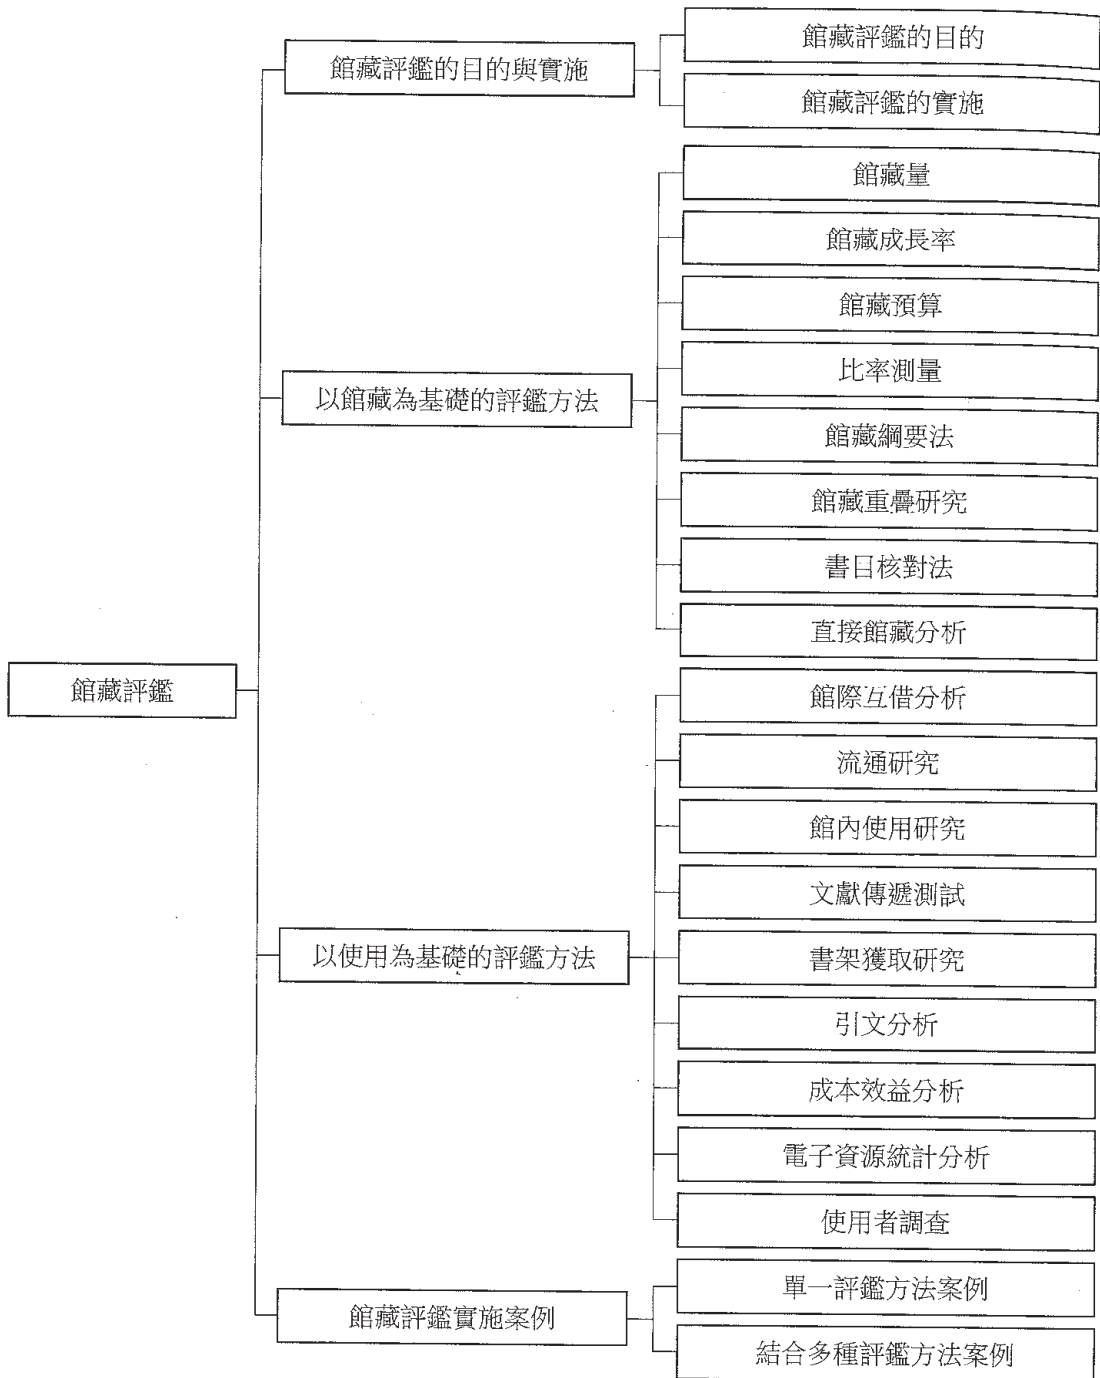 館藏評鑑
館藏評鑑的目的與實施
館藏評鑑的目的
館藏評鑑的實施
以館藏為基礎的評鑑方法
館藏量
館藏成長率
館藏預算
比率測量
館藏綱要法
館藏重疊研究
書目核對法
直接館藏分析
以使用為基礎的評鑑方法
館際互借分析
流通研究
館內使用研究
文獻傳遞測試
書架獲取研究
引文分析
成本效益分析
電子資源統計分析
使用者調查
館藏評鑑實施案例
單一評鑑方法案例
結合多種評鑑方法案例